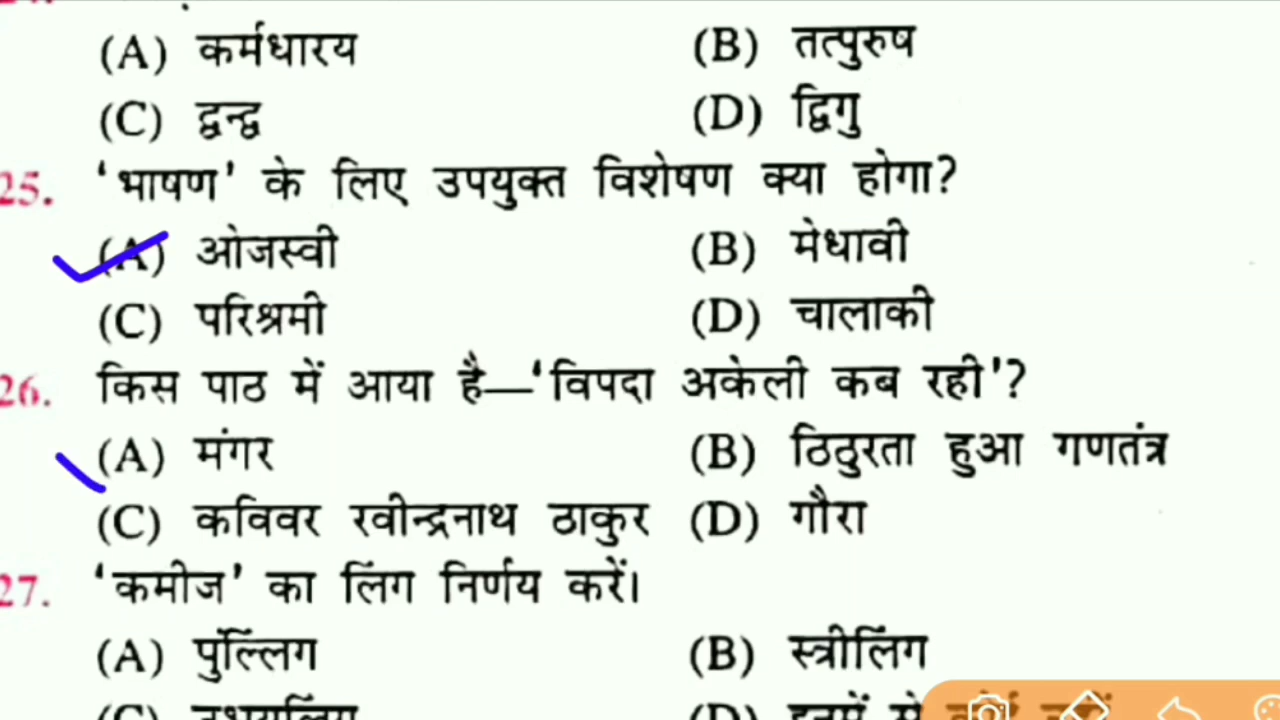 (A) कर्मधारय (B) तत्पुरुष
(C) द्वन्द्व (D) द्विगु
25. 'भाषण' के लिए उपयुक्त विशेषण क्या होगा?
(A) ओजस्वी (B) मेधावी
(C) परिश्रमी (D) चालाकी
26. किस पाठ में आया है—'विपदा अकेली कब रही'?
(A) मंगर (B) ठिठुरता हुआ गणतंत्र
(C) कविवर रवीन्द्रनाथ ठाकुर (D) गौरा
27. 'कमीज' का लिंग निर्णय करें।
(A) पुंल्लिंग (B) स्त्रीलिंग